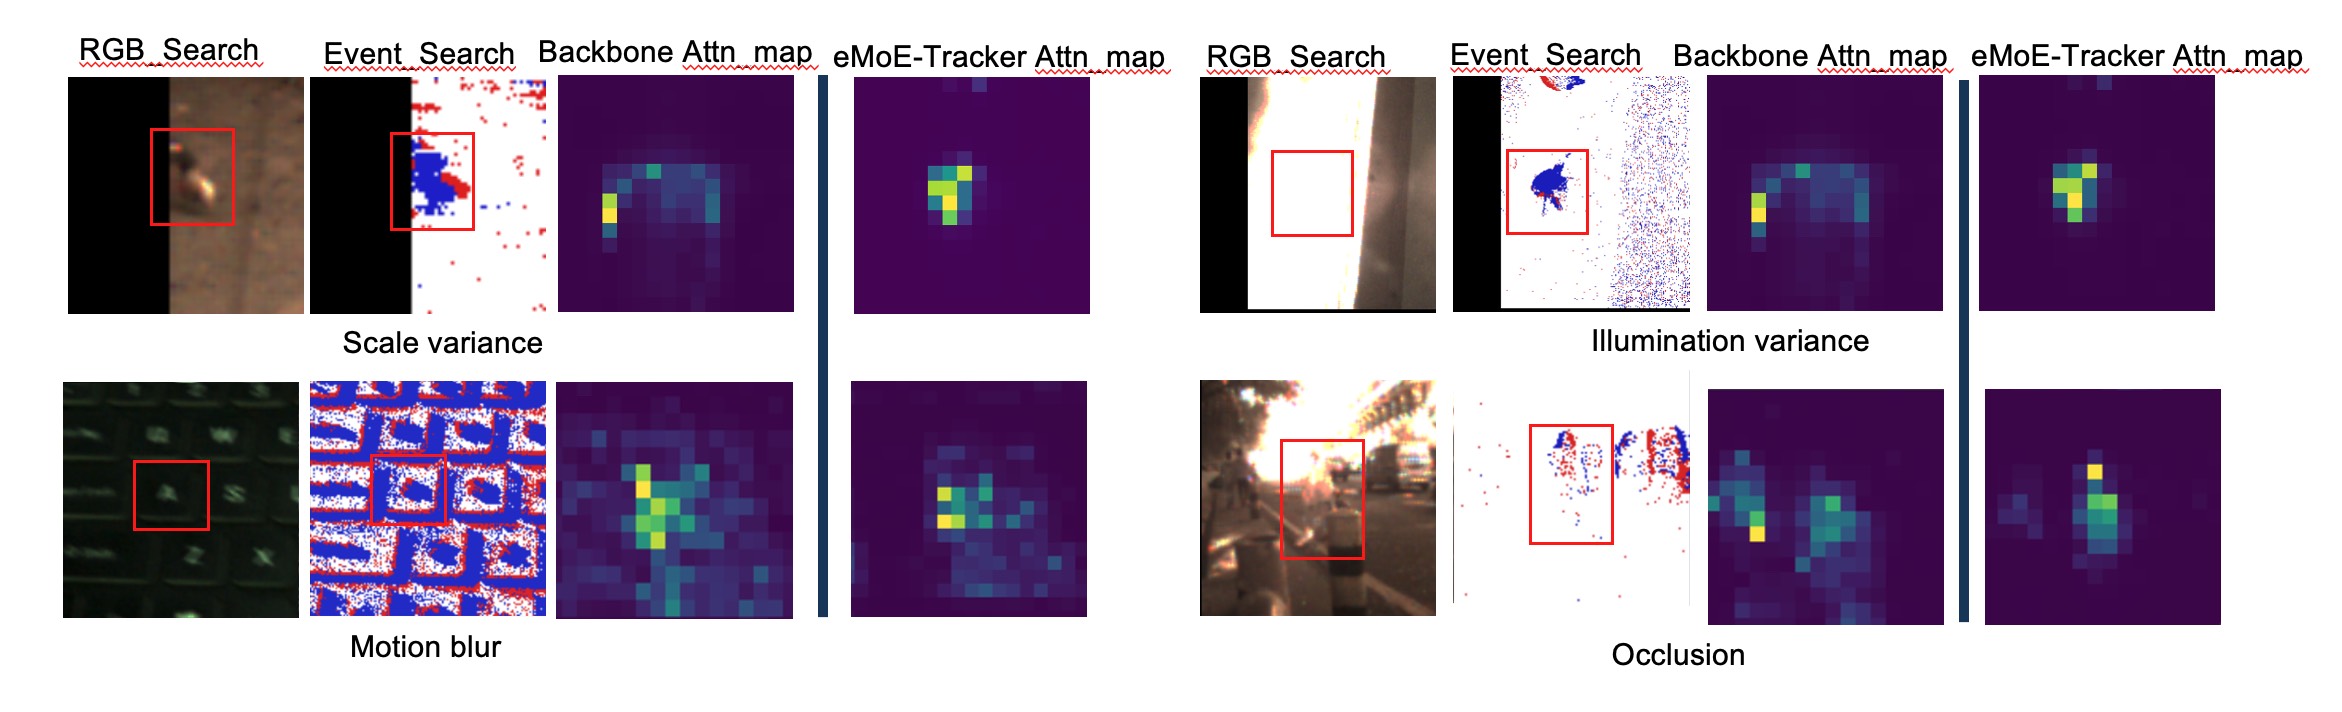 RGB_Search Event_Search Backbone Attn_map eMoE-Tracker Attn_map RGB_Search Event_Search Backbone Attn_map eMoE-Tracker Attn_map
Scale variance Illumination variance
A S
Z X
Motion blur Occlusion